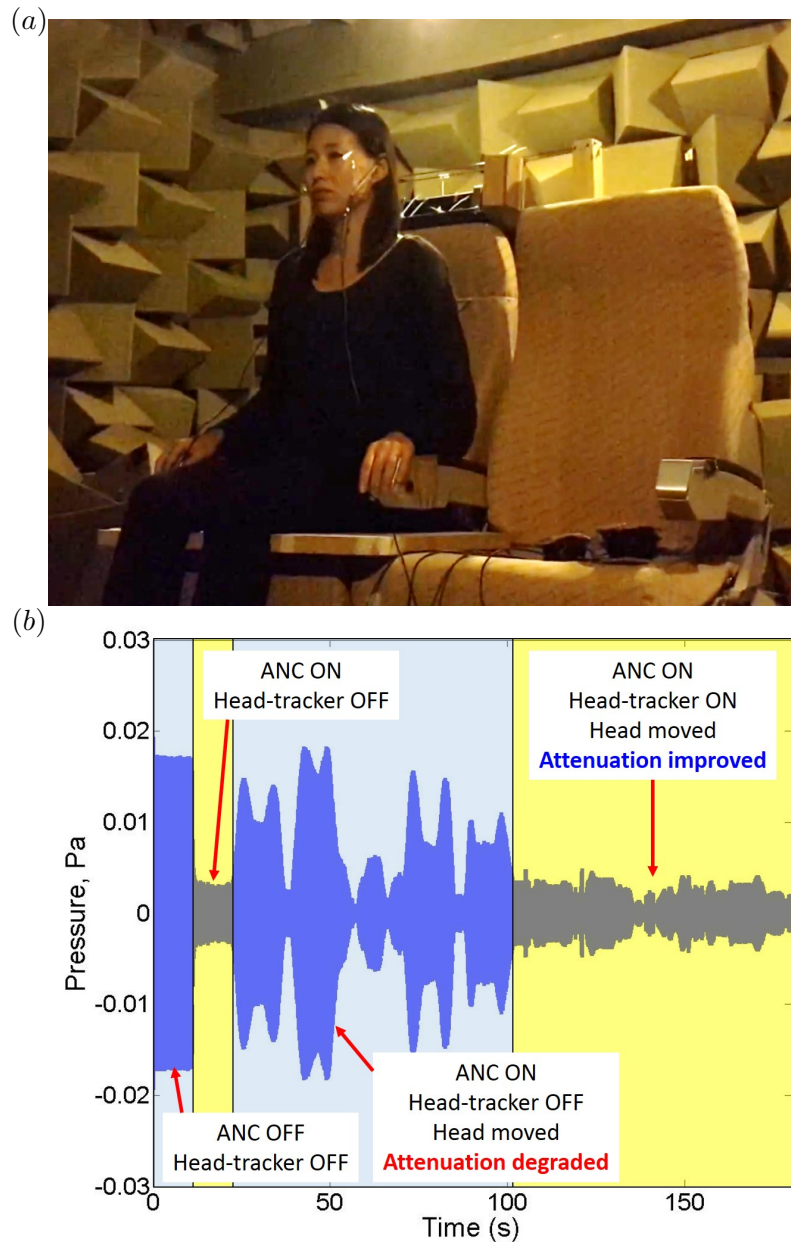 (a)
(b)
0.03
0.02
0.01
0
-0.01
-0.02
-0.03
Pressure, Pa
ANC ON
Head-tracker OFF
ANC ON
Head-tracker ON
Head moved
Attenuation improved
ANC OFF
Head-tracker OFF
ANC ON
Head-tracker OFF
Head moved
Attenuation degraded
0
50
100
150
Time (s)